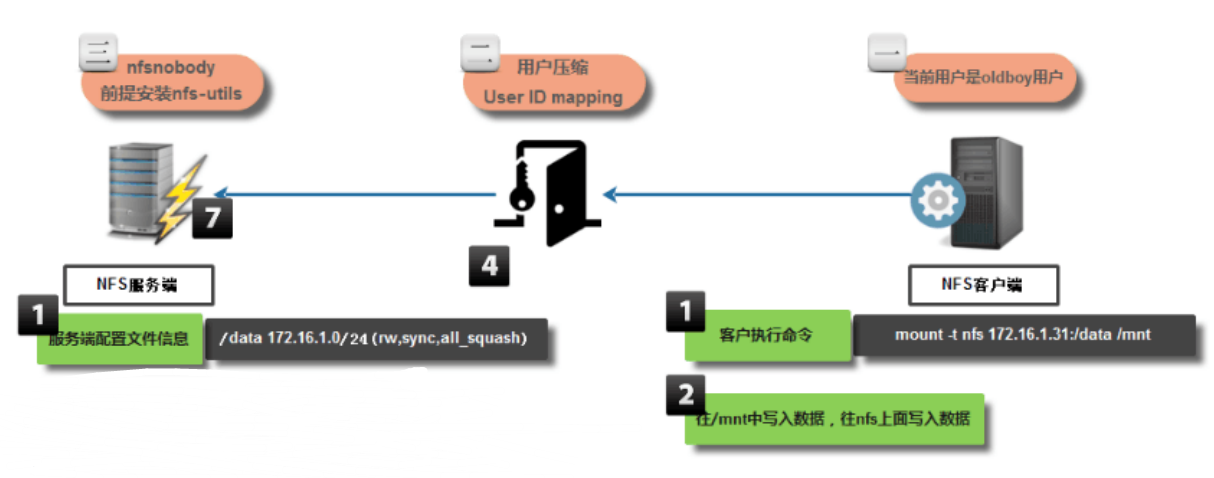 三
nfsnobody
前提安装nfs-utils
二
用户压缩
User ID mapping
一
当前用户是oldboy用户
7
4
NFS服务端
NFS客户端
1
服务端配置文件信息
/data 172.16.1.0/24 (rw,sync,all_squash)
1
客户执行命令
mount -t nfs 172.16.1.31:/data /mnt
2
往/mnt中写入数据，往nfs上面写入数据